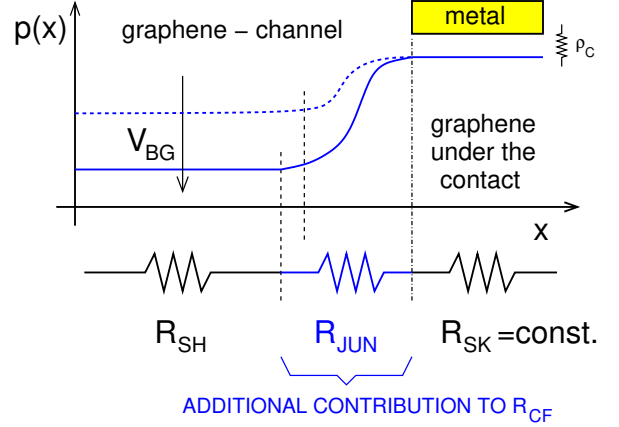 p(x)
graphene – channel
metal
ρC
VBG
graphene
under the
contact
x
RSH
RJUN
RSK =const.
ADDITIONAL CONTRIBUTION TO RCF